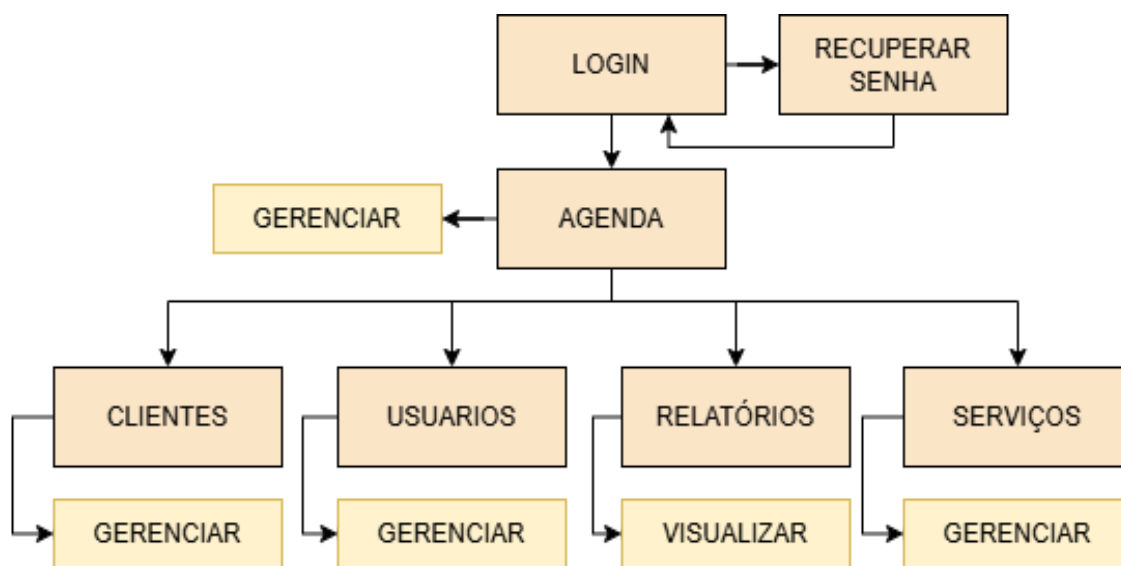 LOGIN
RECUPERAR
SENHA
GERENCIAR
AGENDA
CLIENTES
USUARIOS
RELATÓRIOS
SERVIÇOS
GERENCIAR
GERENCIAR
VISUALIZAR
GERENCIAR